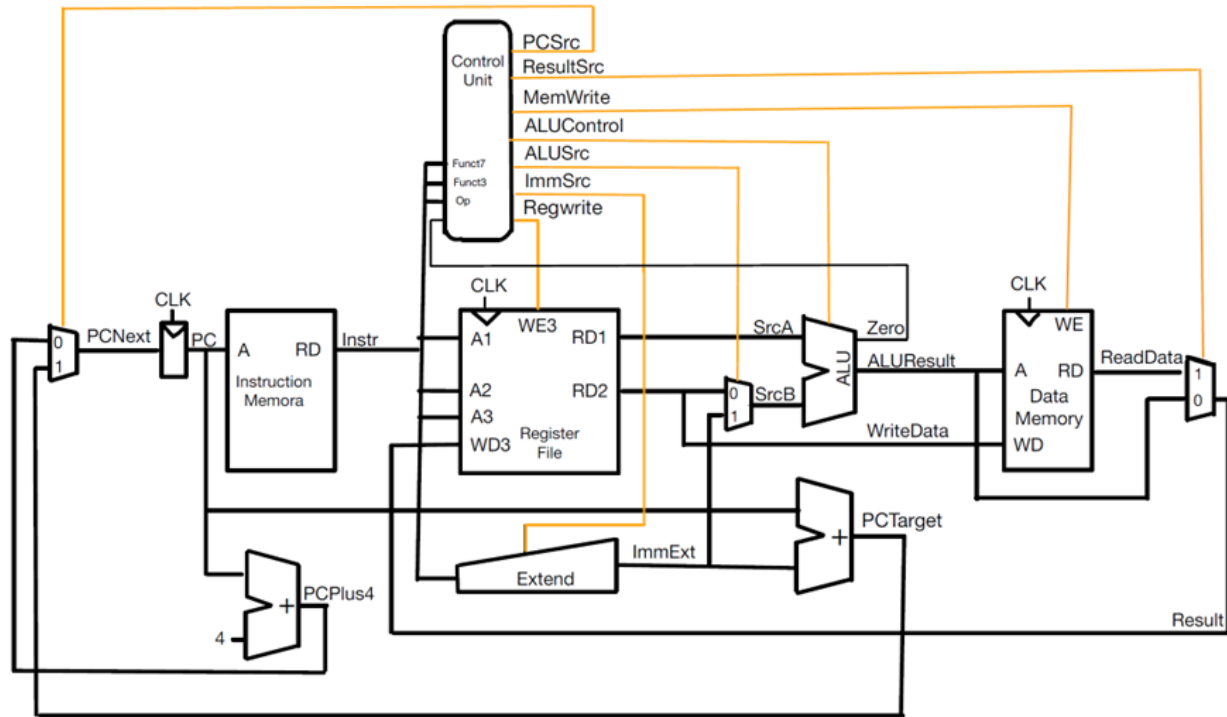 PCSrc
Control
Unit
ResultSrc
MemWrite
ALUControl
ALUSrc
Funct7
Funct3
ImmSrc
Op
Regwrite
CLK
CLK
CLK
0
1
PCNext
PC
A
RD
Instruction
Memora
Instr
A1
WE3
RD1
A2
RD2
A3
WD3
Register
File
SrcA
0
1
SrcB
ALU
Zero
ALUResult
WriteData
WE
A
RD
Data
Memory
WD
ReadData
1
0
PCTarget
+
ImmExt
Extend
PCPlus4
+
4
Result